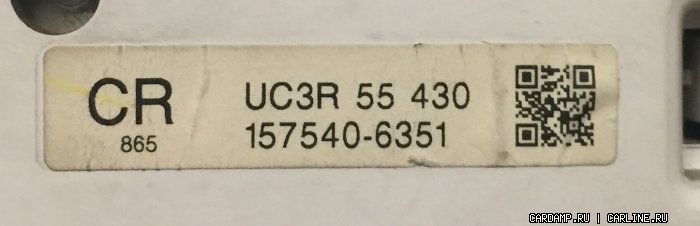 CR
865
UC3R 55 430
157540-6351
CARDAMP.RU | CARLINE.RU